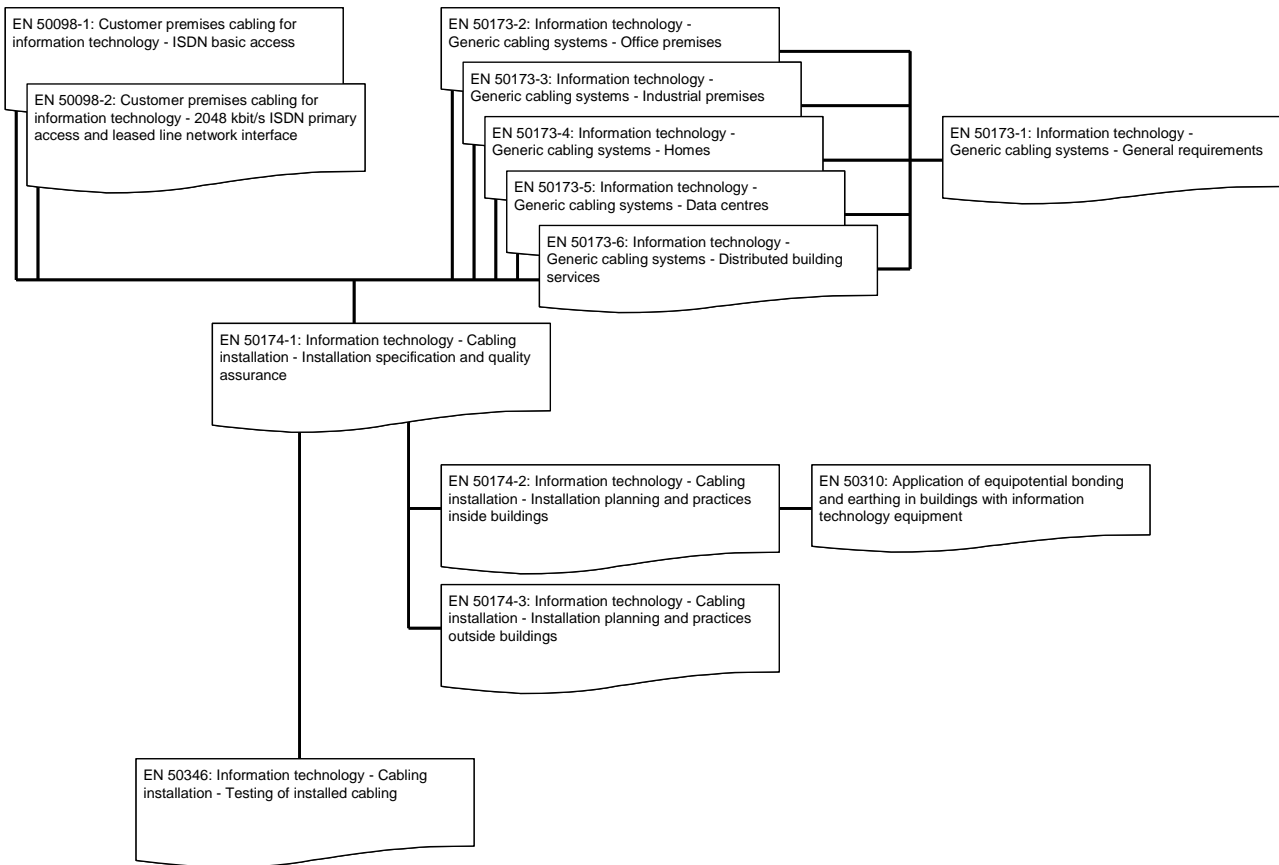 EN 50098-1: Customer premises cabling for
information technology - ISDN basic access
EN 50098-2: Customer premises cabling for
information technology - 2048 kbit/s ISDN primary
access and leased line network interface
EN 50173-2: Information technology -
Generic cabling systems - Office premises
EN 50173-3: Information technology -
Generic cabling systems - Industrial premises
EN 50173-4: Information technology -
Generic cabling systems - Homes
EN 50173-5: Information technology -
Generic cabling systems - Data centres
EN 50173-6: Information technology -
Generic cabling systems - Distributed building
services
EN 50173-1: Information technology -
Generic cabling systems - General requirements
EN 50174-1: Information technology - Cabling
installation - Installation specification and quality
assurance
EN 50174-2: Information technology - Cabling
installation - Installation planning and practices
inside buildings
EN 50310: Application of equipotential bonding
and earthing in buildings with information
technology equipment
EN 50174-3: Information technology - Cabling
installation - Installation planning and practices
outside buildings
EN 50346: Information technology - Cabling
installation - Testing of installed cabling